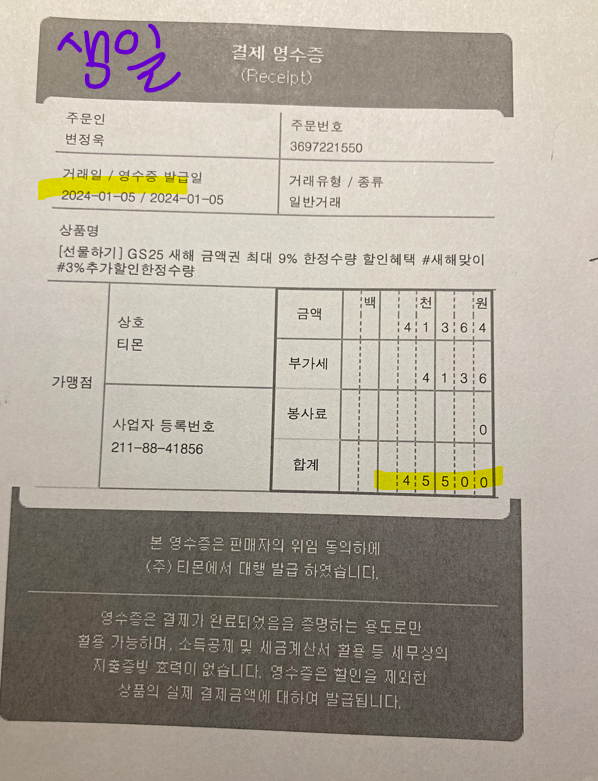 생일
결제 영수증
(Receipt)
주문인
변정욱
주문번호
3697221550
거래일 / 영수증 발급일
2024-01-05 / 2024-01-05
거래유형 / 종류
일반거래
상품명
[선물하기] GS25 새해 금액권 최대 9% 한정수량 할인혜택 #새해맞이
#3%추가할인한정수량
가맹점
상호
티몬
사업자 등록번호
211-88-41856
백 천 원
금액 4 1 3 6 4
부가세 4 1 3 6
봉사료 0
합계 4 5 5 0 0
본 영수증은 판매자의 위임 동의하에
(주) 티몬에서 대행 발급 하였습니다.
영수증은 결제가 완료되었음을 증명하는 용도로만
활용 가능하며, 소득공제 및 세금계산서 활용 등 세무상의
지출증빙 효력이 없습니다. 영수증은 할인을 제외한
상품의 실제 결제금액에 대하여 발급됩니다.